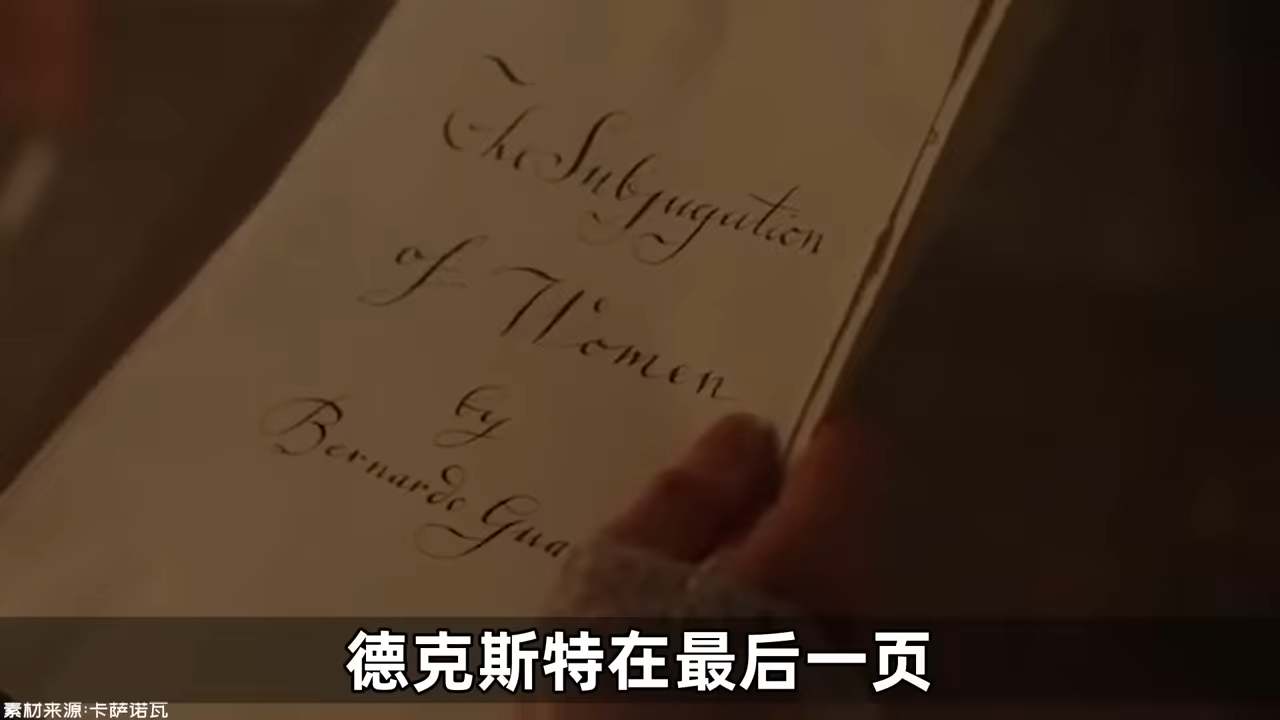 The Subjugation
of Women
by
Bernardo Gua
德克斯特在最后一页
素材来源:卡萨诺瓦